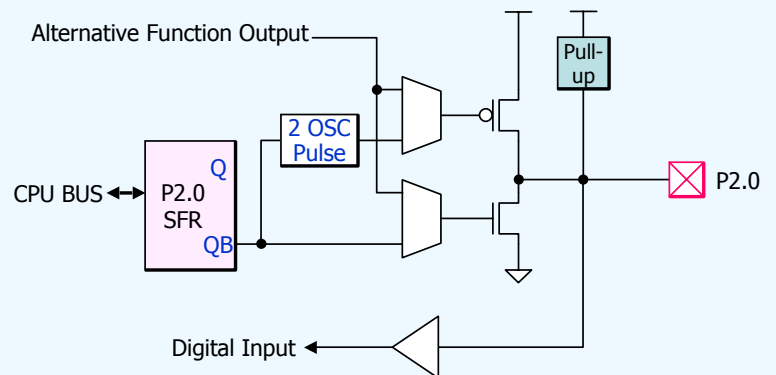 Alternative Function Output
Pull-
up
2 OSC
Pulse
Q
CPU BUS
P2.0
SFR
QB
P2.0
Digital Input